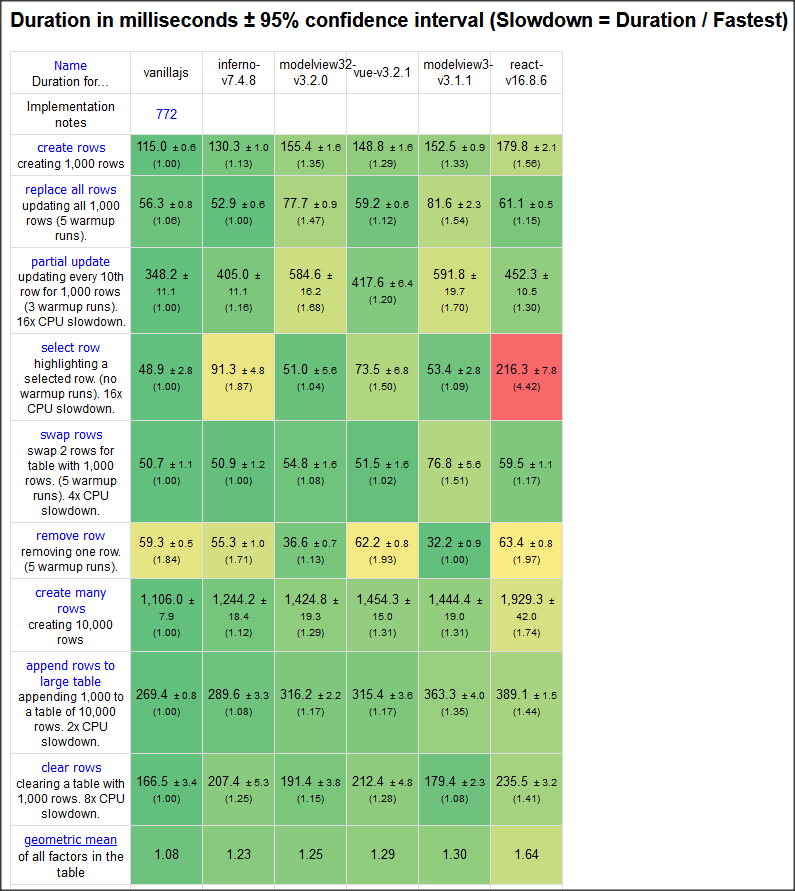 Duration in milliseconds ± 95% confidence interval (Slowdown = Duration / Fastest)
Name
Duration for...
vanillajs
inferno-
v7.4.8
modelview32-
v3.2.0
vue-v3.2.1
modelview3-
v3.1.1
react-
v16.8.6
Implementation
notes
772
create rows
creating 1,000 rows
115.0 ± 0.6
(1.00)
130.3 ± 1.0
(1.13)
155.4 ± 1.6
(1.35)
148.8 ± 1.6
(1.29)
152.5 ± 0.9
(1.33)
179.8 ± 2.1
(1.56)
replace all rows
updating all 1,000
rows (5 warmup
runs).
56.3 ± 0.8
(1.06)
52.9 ± 0.6
(1.00)
77.7 ± 0.9
(1.47)
59.2 ± 0.6
(1.12)
81.6 ± 2.3
(1.54)
61.1 ± 0.5
(1.15)
partial update
updating every 10th
row for 1,000 rows
(3 warmup runs).
16x CPU slowdown.
348.2 ±
11.1
(1.00)
405.0 ±
11.1
(1.16)
584.6 ±
16.2
(1.68)
417.6 ± 6.4
(1.20)
591.8 ±
19.7
(1.70)
452.3 ±
10.5
(1.30)
select row
highlighting a
selected row. (no
warmup runs). 16x
CPU slowdown.
48.9 ± 2.8
(1.00)
91.3 ± 4.8
(1.87)
51.0 ± 5.6
(1.04)
73.5 ± 6.8
(1.50)
53.4 ± 2.8
(1.09)
216.3 ± 7.8
(4.42)
swap rows
swap 2 rows for
table with 1,000
rows. (5 warmup
runs). 4x CPU
slowdown.
50.7 ± 1.1
(1.00)
50.9 ± 1.2
(1.00)
54.8 ± 1.6
(1.08)
51.5 ± 1.6
(1.02)
76.8 ± 5.6
(1.51)
59.5 ± 1.1
(1.17)
remove row
removing one row.
(5 warmup runs).
59.3 ± 0.5
(1.84)
55.3 ± 1.0
(1.71)
36.6 ± 0.7
(1.13)
62.2 ± 0.8
(1.93)
32.2 ± 0.9
(1.00)
63.4 ± 0.8
(1.97)
create many
rows
creating 10,000
rows
1,106.0 ±
7.9
(1.00)
1,244.2 ±
18.4
(1.12)
1,424.8 ±
19.3
(1.29)
1,454.3 ±
15.0
(1.31)
1,444.4 ±
19.0
(1.31)
1,929.3 ±
42.0
(1.74)
append rows to
large table
appending 1,000 to
a table of 10,000
rows. 2x CPU
slowdown.
269.4 ± 0.8
(1.00)
289.6 ± 3.3
(1.08)
316.2 ± 2.2
(1.17)
315.4 ± 3.6
(1.17)
363.3 ± 4.0
(1.35)
389.1 ± 1.5
(1.44)
clear rows
clearing a table with
1,000 rows. 8x CPU
slowdown.
166.5 ± 3.4
(1.00)
207.4 ± 5.3
(1.25)
191.4 ± 3.8
(1.15)
212.4 ± 4.8
(1.28)
179.4 ± 2.3
(1.08)
235.5 ± 3.2
(1.41)
geometric mean
of all factors in the
table
1.08
1.23
1.25
1.29
1.30
1.64